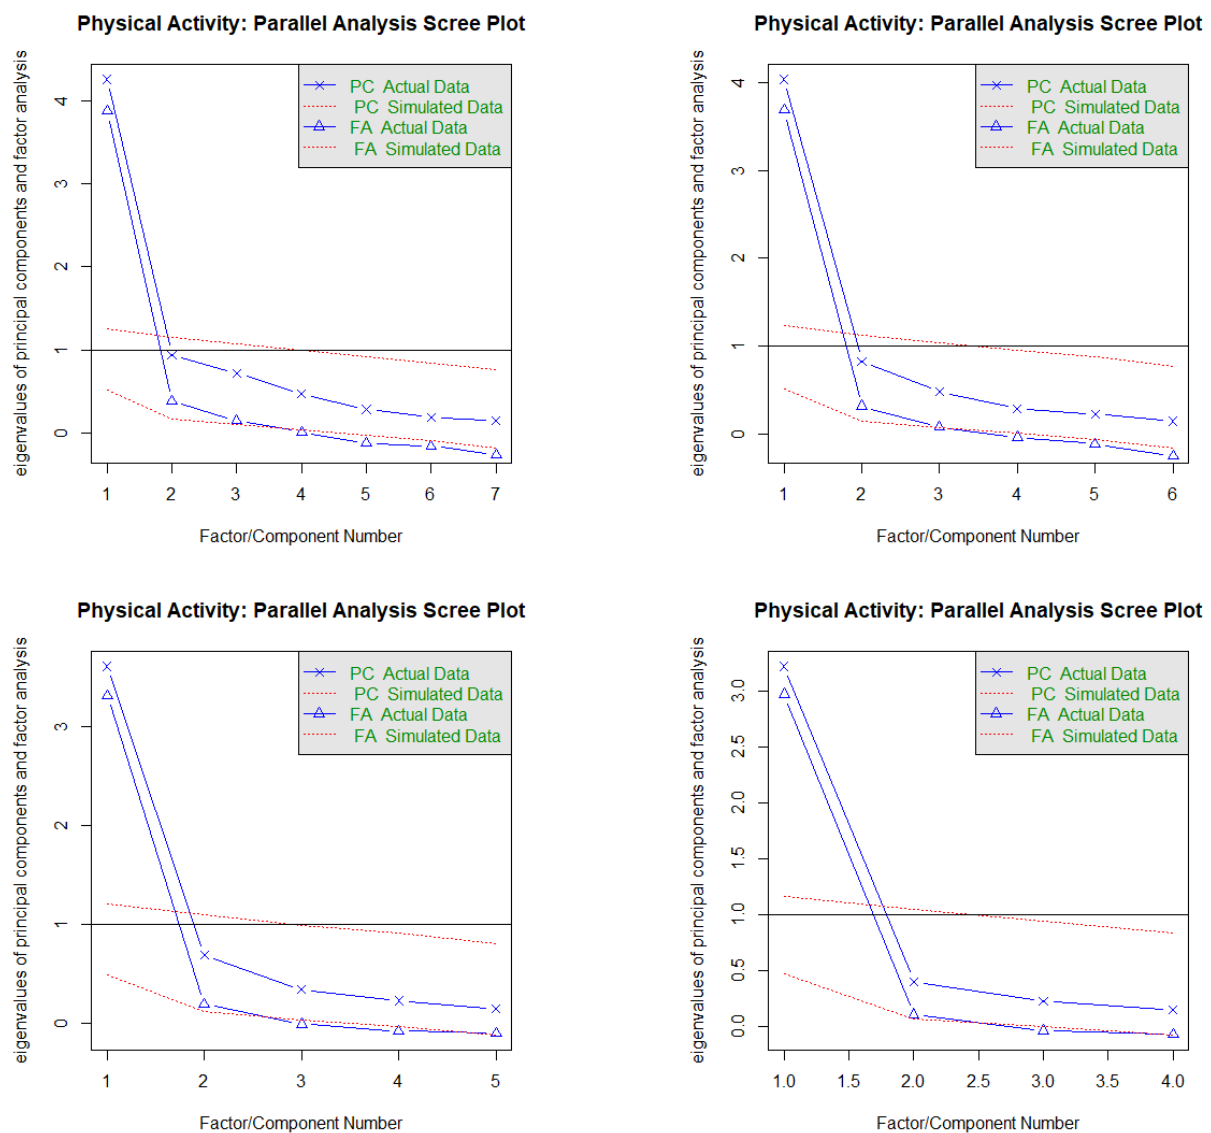 Physical Activity: Parallel Analysis Scree Plot
eigenvalues of principal components and factor analysis
PC Actual Data
PC Simulated Data
FA Actual Data
FA Simulated Data
4
3
2
1
0
1 2 3 4 5 6 7
Factor/Component Number
Physical Activity: Parallel Analysis Scree Plot
eigenvalues of principal components and factor analysis
PC Actual Data
PC Simulated Data
FA Actual Data
FA Simulated Data
4
3
2
1
0
1 2 3 4 5 6
Factor/Component Number
Physical Activity: Parallel Analysis Scree Plot
eigenvalues of principal components and factor analysis
PC Actual Data
PC Simulated Data
FA Actual Data
FA Simulated Data
3
2
1
0
1 2 3 4 5
Factor/Component Number
Physical Activity: Parallel Analysis Scree Plot
eigenvalues of principal components and factor analysis
PC Actual Data
PC Simulated Data
FA Actual Data
FA Simulated Data
3.0
2.5
2.0
1.5
1.0
0.5
0.0
1.0 1.5 2.0 2.5 3.0 3.5 4.0
Factor/Component Number